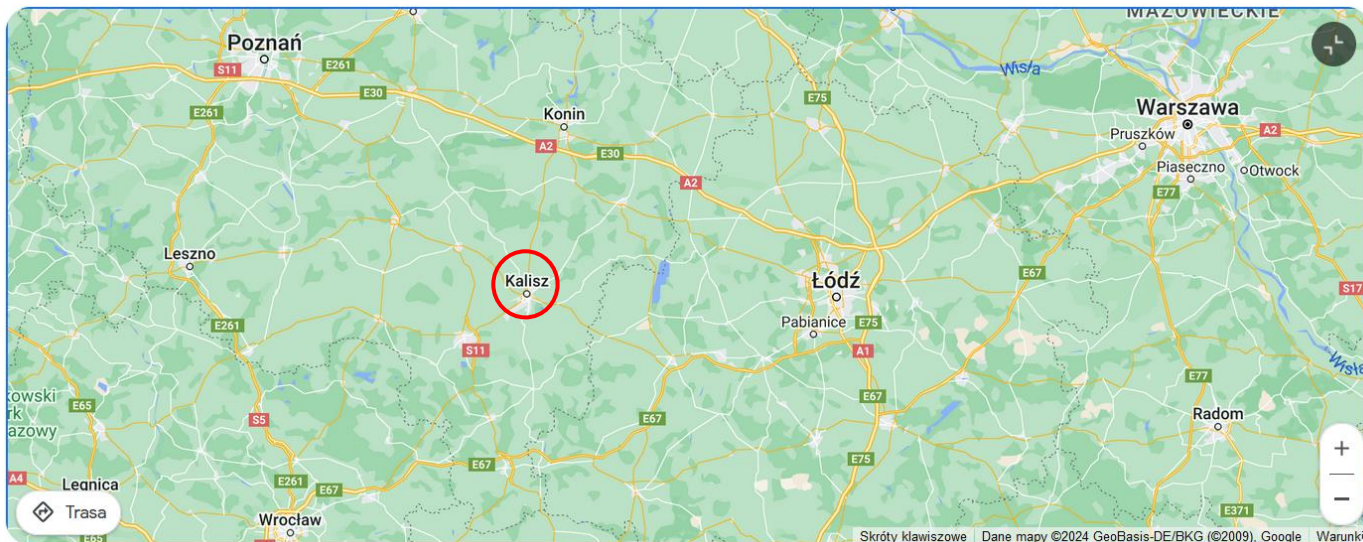 MAZOWIECKIE
Poznań
S11
E261
E30
E261
Konin
A2
E30
E75
Wisła
Warszawa
Pruszków
A2
Piaseczno
Otwock
E77
A2
Leszno
Kalisz
Łódź
E67
S17
E261
Pabianice
E75
S11
A1
Wisła
kowski
rk
azowy
E65
E67
E77
S5
E67
Radom
E67
E75
A4
Legnica
E261
E67
Trasa
E65
Wrocław
E371
+
−
Skróty klawiszowe
Dane mapy ©2024 GeoBasis-DE/BKG (©2009), Google
Warunk